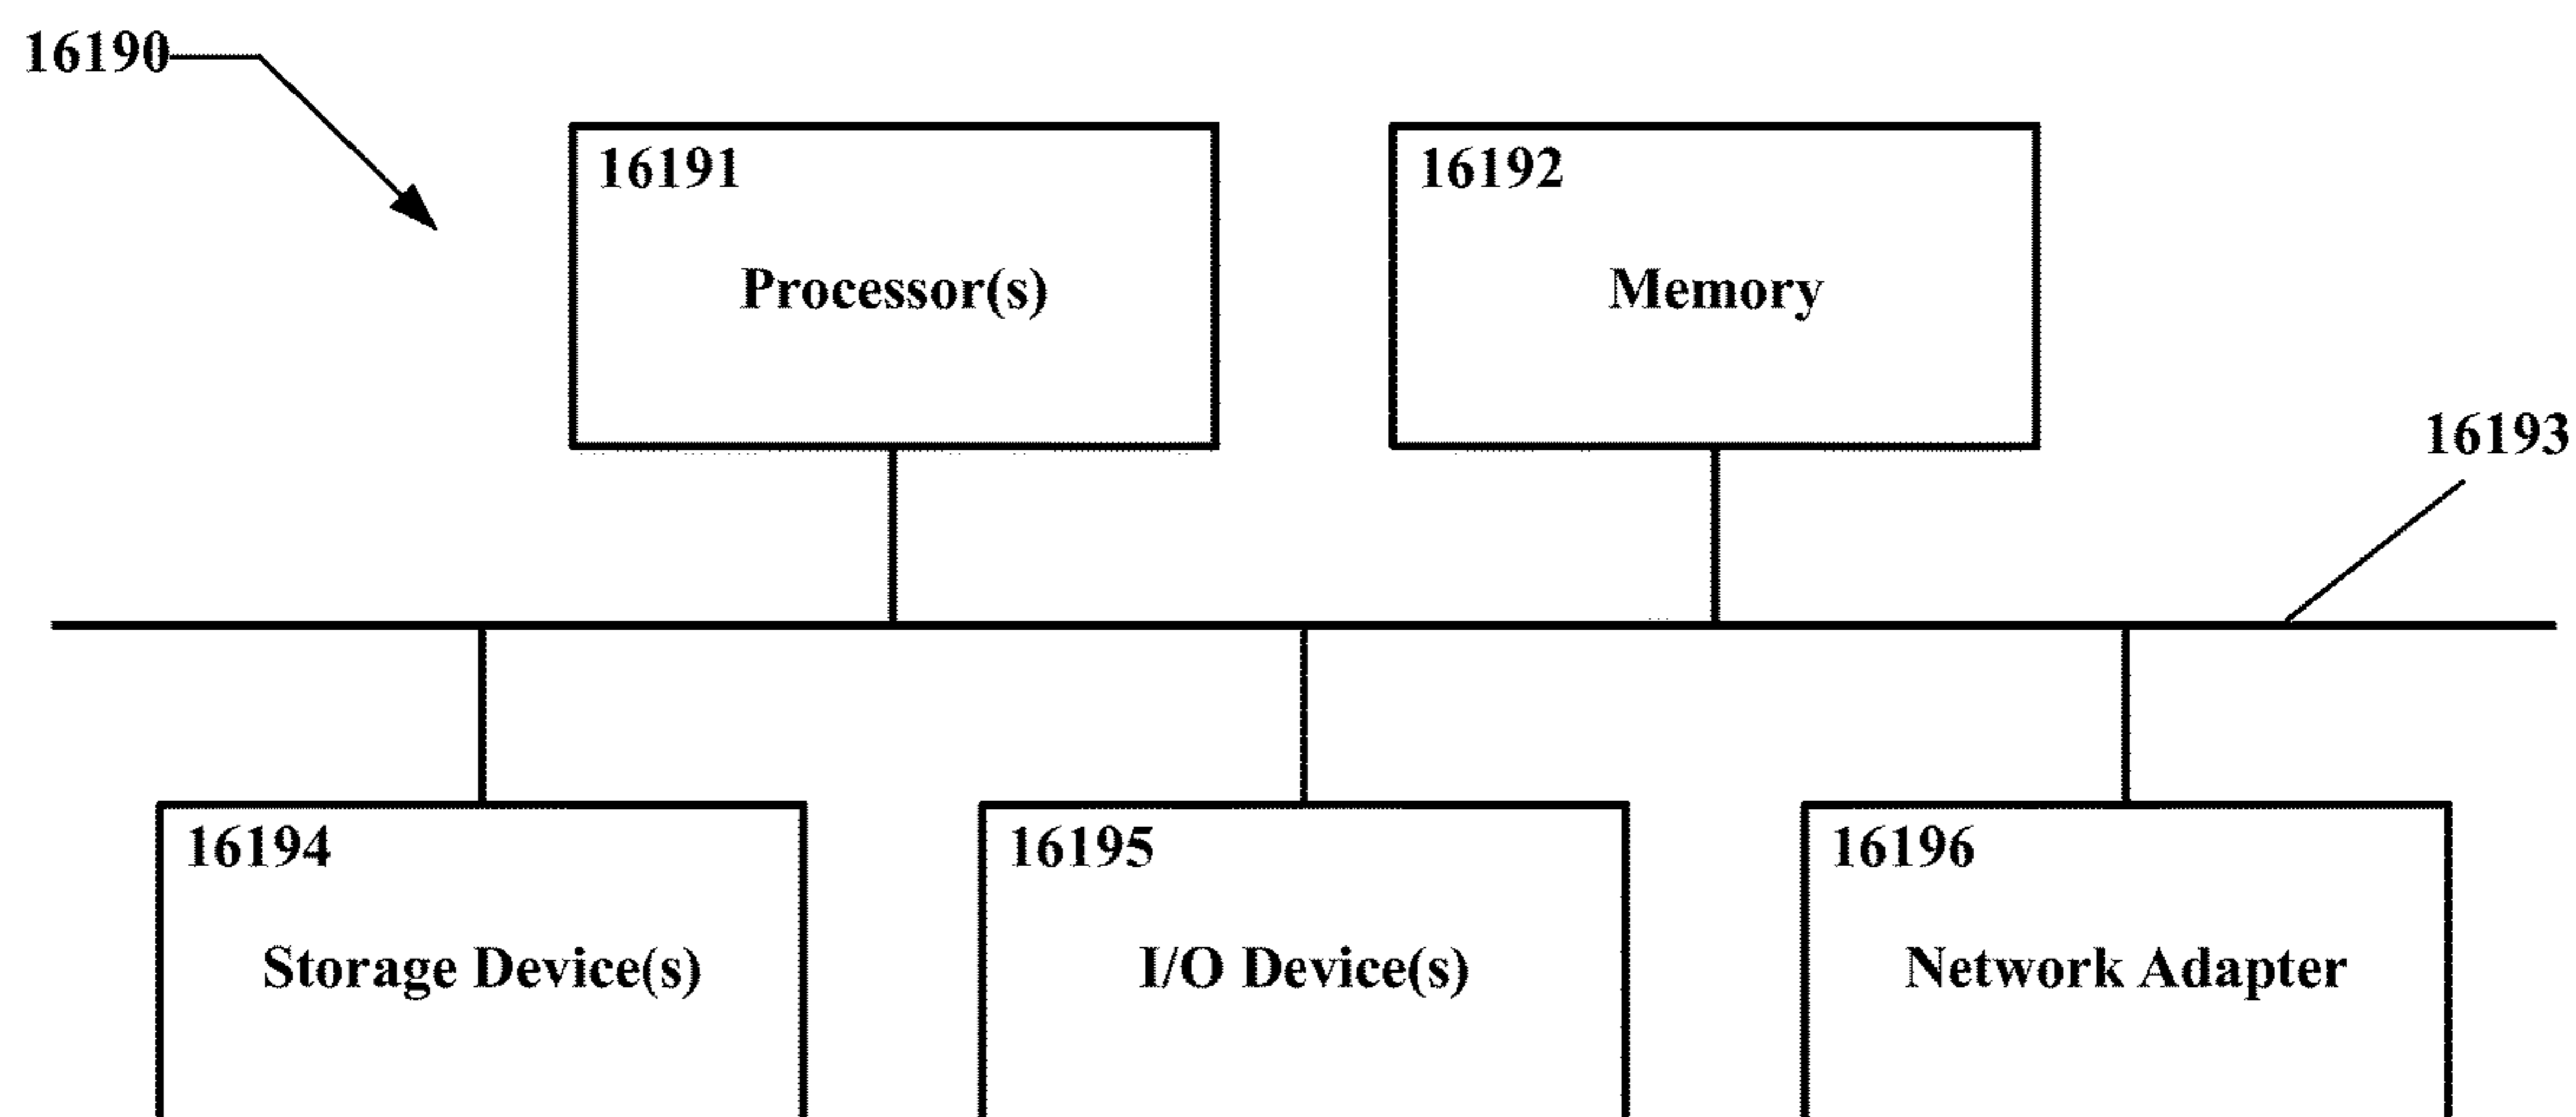 16190
16191
Processor(s)
16192
Memory
16193
16194
Storage Device(s)
16195
I/O Device(s)
16196
Network Adapter